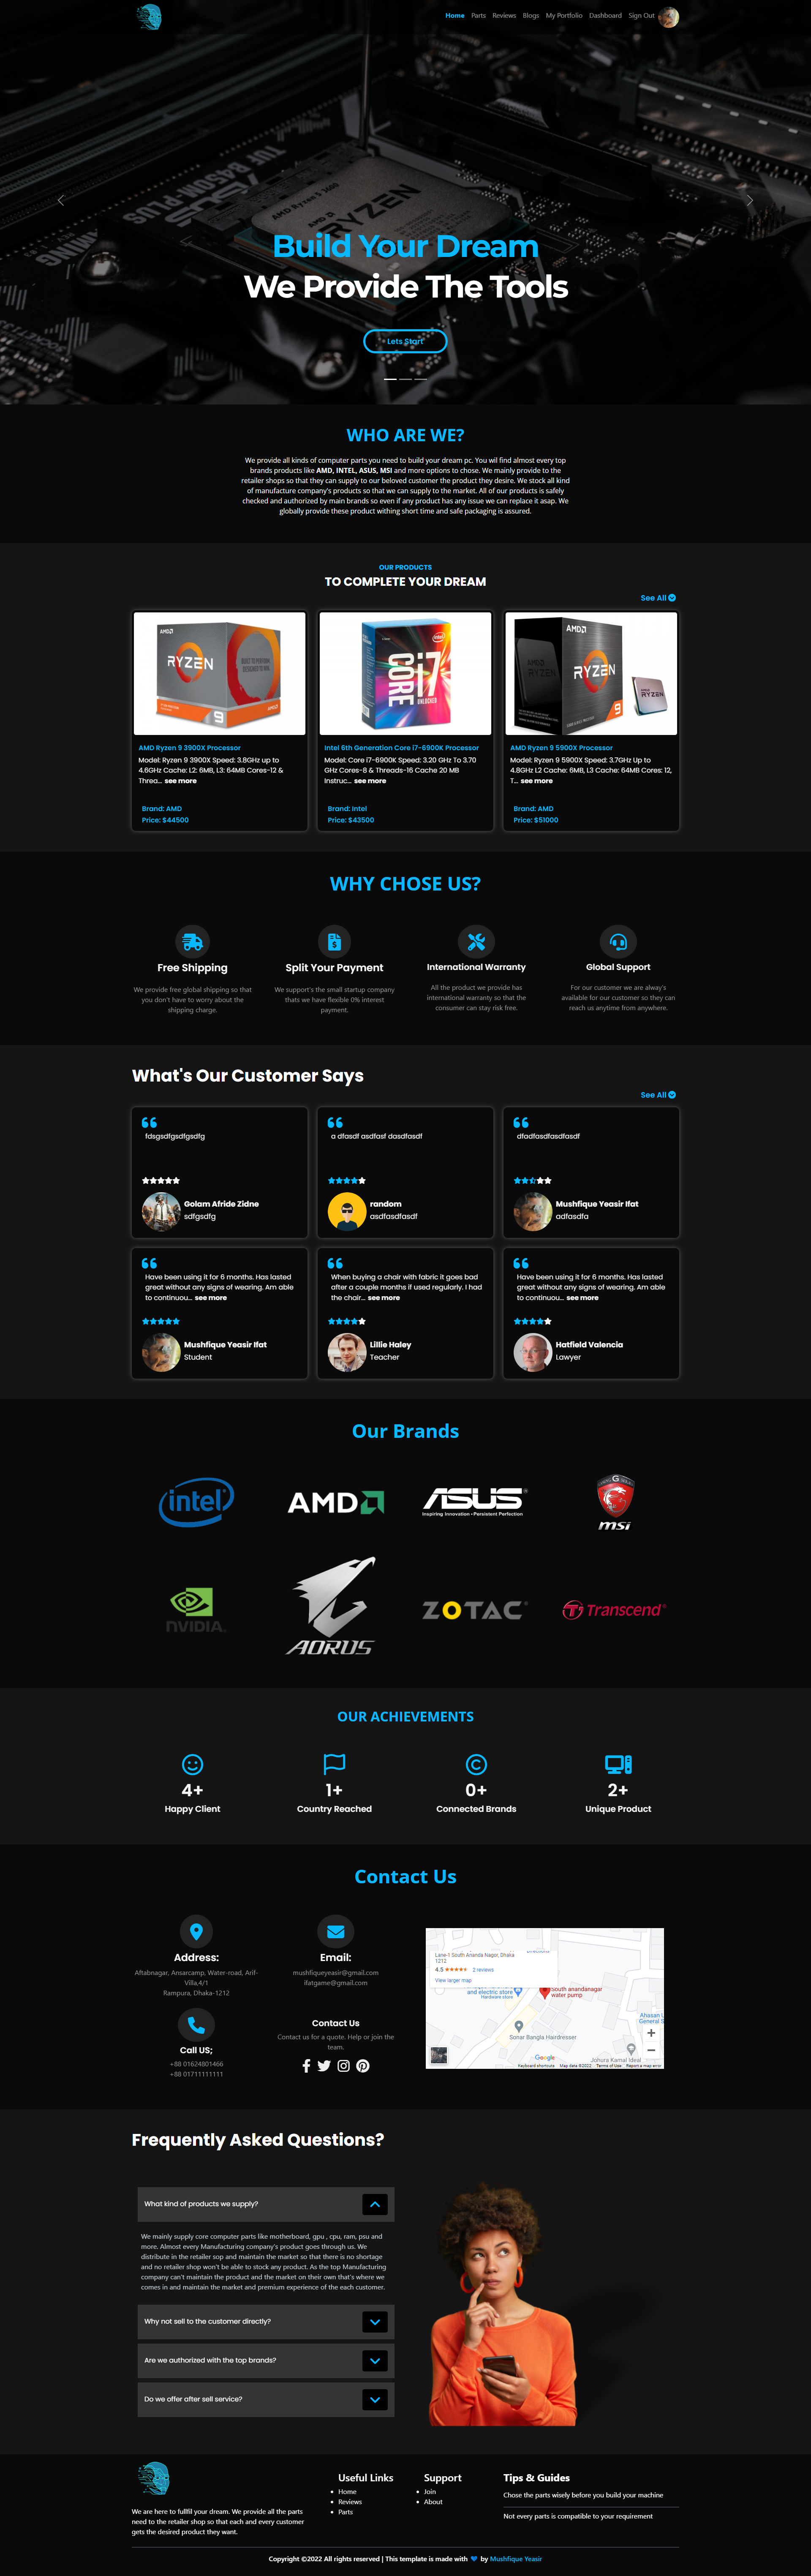 Home Parts Reviews Blogs My Portfolio Dashboard Sign Out
AMD Ryzen 5 3600
RYZEN
Build Your Dream
We Provide The Tools
Lets Start
WHO ARE WE?
We provide all kinds of computer parts you need to build your dream pc. You wil find almost every top
brands products like AMD, INTEL, ASUS, MSI and more options to chose. We mainly provide to the
retailer shops so that they can supply to our beloved customer the product they desire. We stock all kind
of manufacture company's products so that we can supply to the market. All of our products is safely
checked and authorized by main brands so even if any product has any issue we can replace it asap. We
globally provide these product withing short time and safe packaging is assured.
OUR PRODUCTS
TO COMPLETE YOUR DREAM
See All
AMD
RYZEN
9
intel
CORE i7
UNLOCKED
AMD
RYZEN
9
RYZEN
AMD Ryzen 9 3900X Processor
Model: Ryzen 9 3900X Speed: 3.8GHz up to
4.6GHz Cache: L2: 6MB, L3: 64MB Cores-12 &
Threa... see more
Brand: AMD
Price: $44500
Intel 6th Generation Core i7-6900K Processor
Model: Core i7-6900K Speed: 3.20 GHz To 3.70
GHz Cores-8 & Threads-16 Cache 20 MB
Instruc... see more
Brand: Intel
Price: $43500
AMD Ryzen 9 5900X Processor
Model: Ryzen 9 5900X Speed: 3.7GHz Up to
4.8GHz L2 Cache: 6MB, L3 Cache: 64MB Cores: 12,
T... see more
Brand: AMD
Price: $51000
WHY CHOSE US?
Free Shipping
We provide free global shipping so that
you don't have to worry about the
shipping charge.
Split Your Payment
We support's the small startup company
thats we have flexible 0% interest
payment.
International Warranty
All the product we provide has
international warranty so that the
consumer can stay risk free.
Global Support
For our customer we are alway's
available for our customer so they can
reach us anytime from anywhere.
What's Our Customer Says
See All
fdsgsdfgsdfgsdfg
Golam Afride Zidne
sdfgsdfg
a dfasdf asdfasf dasdfasdf
random
asdfasdfasdf
dfadfasdfasdfasdf
Mushfique Yeasir Ifat
adfasdfa
Have been using it for 6 months. Has lasted
great without any signs of wearing. Am able
to continuou... see more
Mushfique Yeasir Ifat
Student
When buying a chair with fabric it goes bad
after a couple months if used regularly. I had
the chair... see more
Lillie Haley
Teacher
Have been using it for 6 months. Has lasted
great without any signs of wearing. Am able
to continuou... see more
Hatfield Valencia
Lawyer
Our Brands
intel
AMD
ASUS
Inspiring Innovation • Persistent Perfection
msi
NVIDIA
AORUS
ZOTAC
Transcend
OUR ACHIEVEMENTS
4+
Happy Client
1+
Country Reached
0+
Connected Brands
2+
Unique Product
Contact Us
Address:
Aftabnagar, Ansarcamp, Water-road, Arif-
Villa,4/1
Rampura, Dhaka-1212
Email:
mushfiqueyeasir@gmail.com
ifatgame@gmail.com
Call US;
+88 01624801466
+88 01711111111
Contact Us
Contact us for a quote. Help or join the
team.
Lane-1 South Ananda Nagor, Dhaka
1212
Directions
4.5 2 reviews
View larger map
and electric store
Hardware store
South anandanagar
water pump
Sonar Bangla Hairdresser
Ahasan
General S
Johura Kamal Ideal
Google
Keyboard shortcuts Map data ©2022 Terms of Use Report a map error
Frequently Asked Questions?
What kind of products we supply?
We mainly supply core computer parts like motherboard, gpu , cpu, ram, psu and
more. Almost every Manufacturing company's product goes through us. We
distribute in the retailer sop and maintain the market so that there is no shortage
and no retailer shop won't be able to stock any product. As the top Manufacturing
company can't maintain the product and the market on their own that's where we
comes in and maintain the market and premium experience of the each customer.
Why not sell to the customer directly?
Are we authorized with the top brands?
Do we offer after sell service?
We are here to fullfil your dream. We provide all the parts
need to the retailer shop so that each and every customer
gets the desired product they want.
Useful Links
Home
Reviews
Parts
Support
Join
About
Tips & Guides
Chose the parts wisely before you build your machine
Not every parts is compatible to your requirement
Copyright ©2022 All rights reserved | This template is made with by Mushfique Yeasir